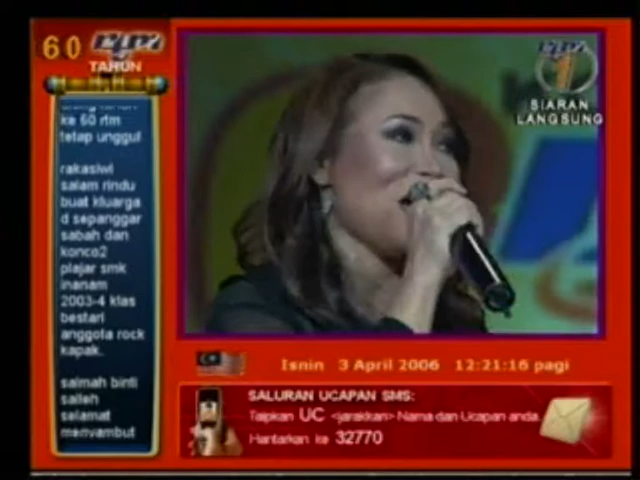 60
TAHUN
ke 60 rtm
tetap unggul
rakasiwi
salam rindu
buat kluarga
d sepanggar
sabah dan
konco2
plajar smk
inanam
2003-4 klas
bestari
anggota rock
kapak.
salmah binti
salleh
selamat
menyambut
1
SIARAN
LANGSUNG
Isnin 3 April 2006 12:21:16 pagi
SALURAN UCAPAN SMS:
Taipkan UC <jarakkan> Nama dan Ucapan anda.
Hantarkan ke 32770